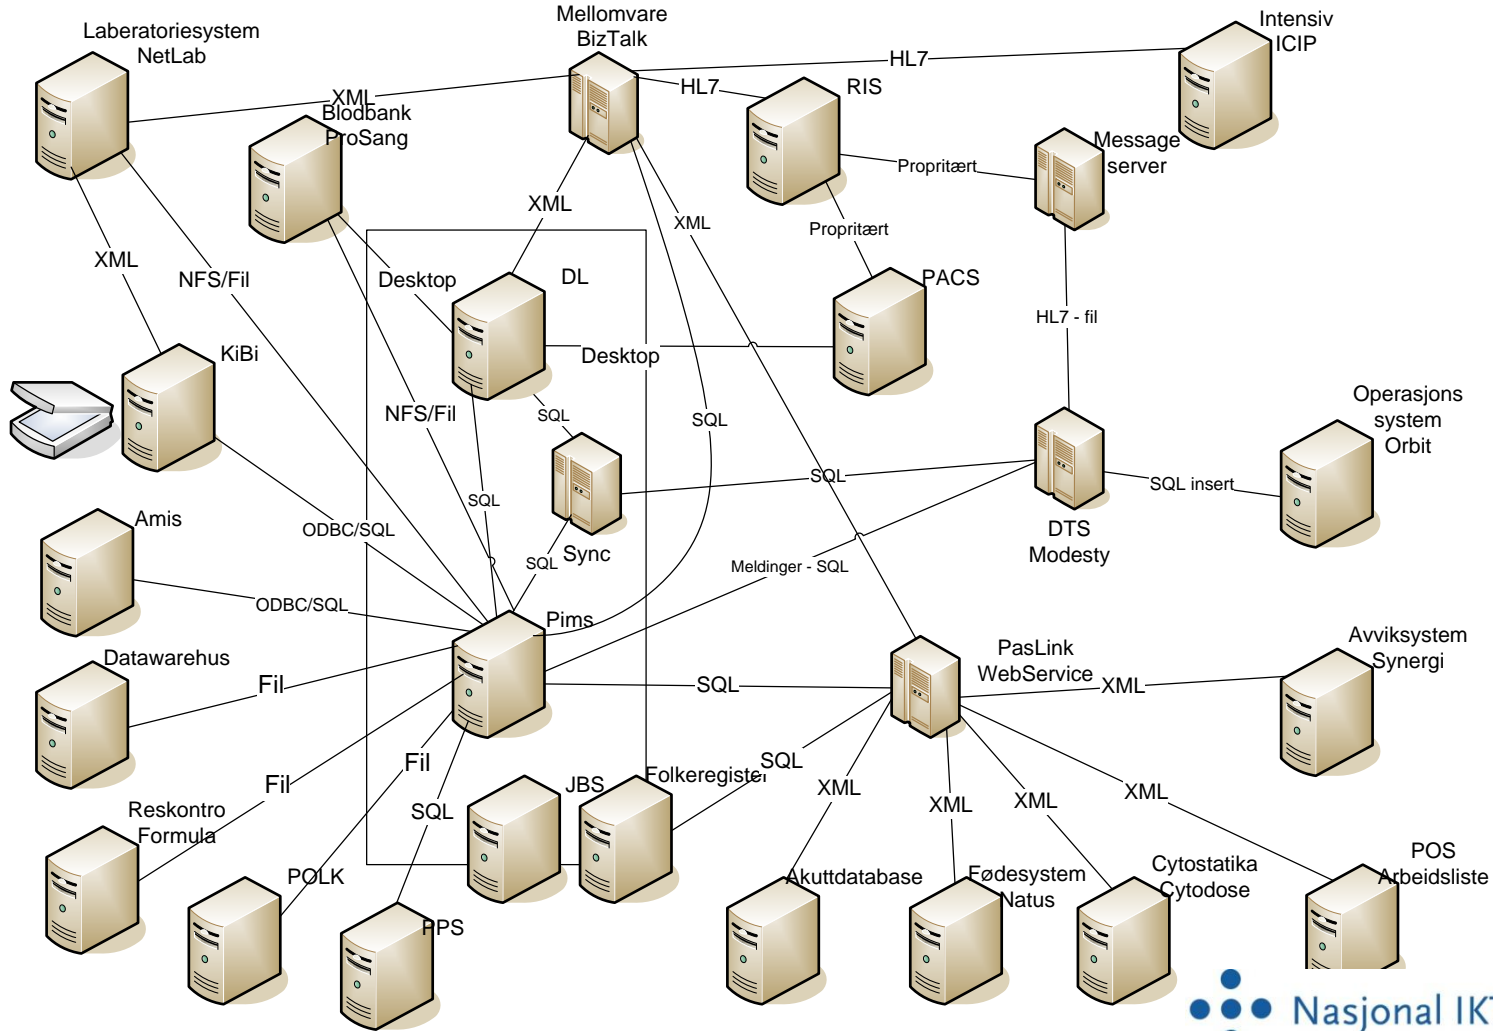 Laberatoriesystem
NetLab
Mellomvare
BizTalk
Intensiv
ICIP
HL7
HL7
RIS
XML
Blodbank
ProSang
Message
server
Propritært
XML
XML
Propritært
XML
NFS/Fil
Desktop
DL
PACS
HL7 - fil
KiBi
Desktop
NFS/Fil
SQL
SQL
Operasjons
system
Orbit
SQL
SQL
SQL insert
Amis
ODBC/SQL
DTS
Modesty
Sync
SQL
Meldinger - SQL
ODBC/SQL
Pims
Datawarehus
PasLink
WebService
Avviksystem
Synergi
Fil
SQL
XML
Fil
Fil
SQL
JBS
Folkeregister
SQL
XML
XML
XML
XML
Reskontro
Formula
POLK
PPS
Akuttdatabase
Fødesystem
Natus
Cytostatika
Cytodose
POS
Arbeidsliste
Nasjonal IKT